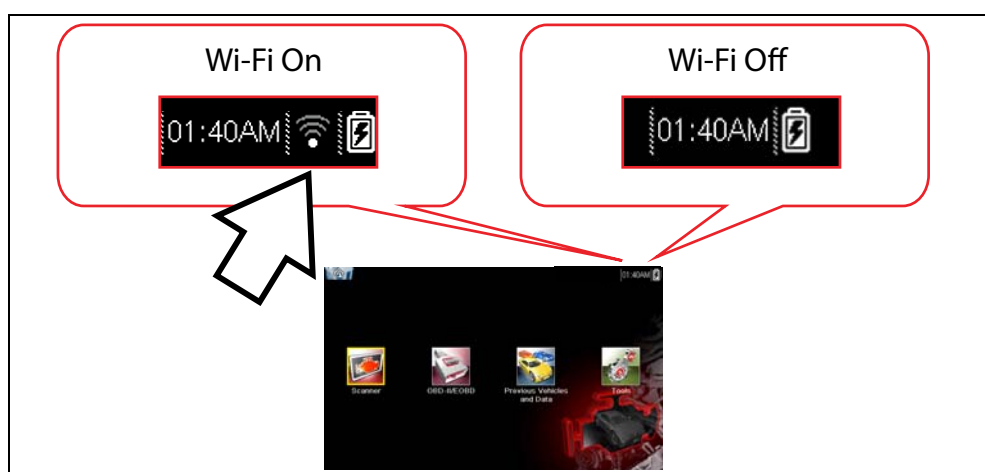 Wi-Fi On
Wi-Fi Off
01:40AM
01:40AM
01:40AM
Scanner
OBD-II/EOBD
Previous Vehicles
and Data
Tools